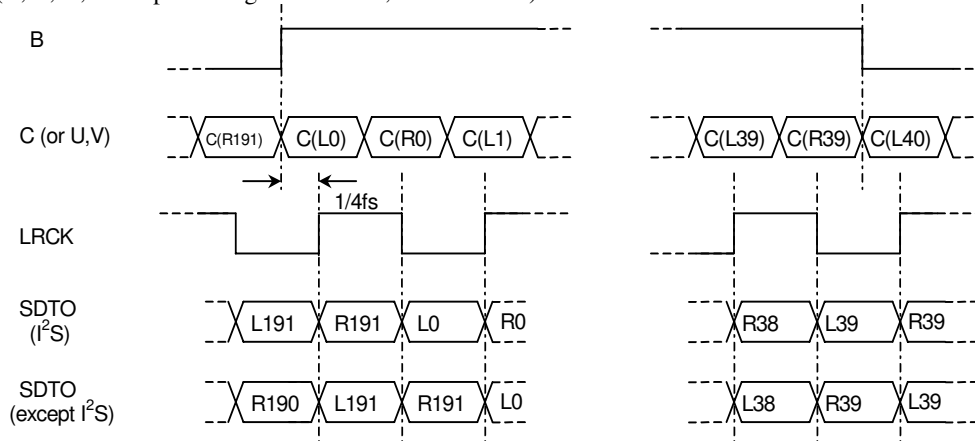 B
C (or U,V)
C(R191) C(L0) C(R0) C(L1) C(L39) C(R39) C(L40)
1/4fs
LRCK
SDTO
(I²S)
L191 R191 L0 R0 R38 L39 R39
SDTO
(except I²S)
R190 L191 R191 L0 L38 R39 L39